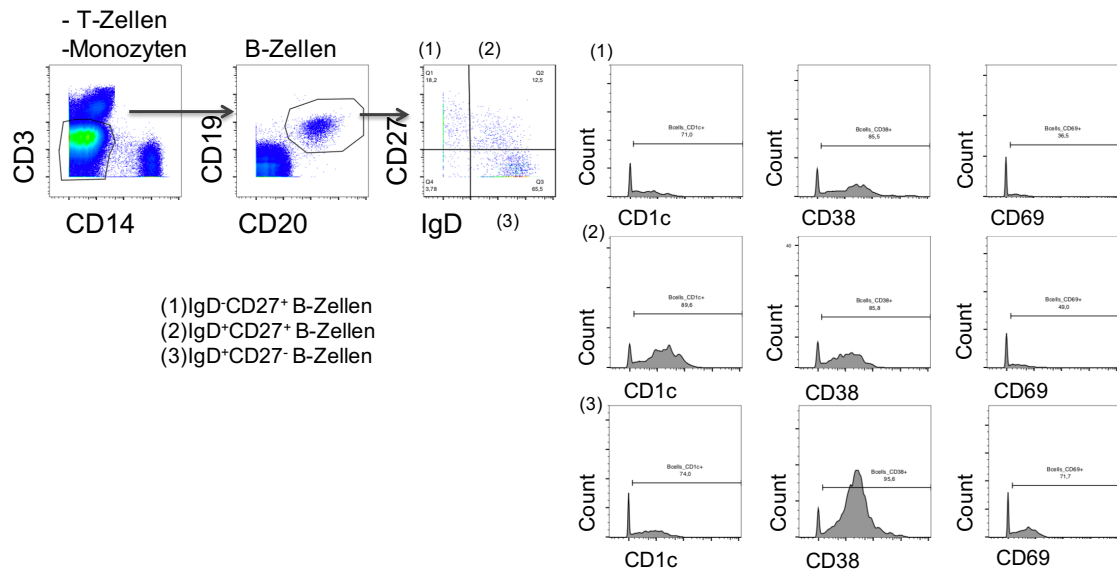 - T-Zellen
-Monozyten
B-Zellen
(1)
(2)
Q1
18,2
Q2
12,5
Q4
3,78
Q3
65,5
CD3
CD14
CD19
CD20
CD27
IgD
(3)
(1)IgD-CD27+ B-Zellen
(2)IgD+CD27+ B-Zellen
(3)IgD+CD27- B-Zellen
(1)
Count
Bcells_CD1c+
71,0
CD1c
Count
Bcells_CD38+
85,5
CD38
Count
Bcells_CD69+
36,5
CD69
(2)
Count
Bcells_CD1c+
89,6
CD1c
40
Count
Bcells_CD38+
85,8
CD38
Count
Bcells_CD69+
49,0
CD69
(3)
Count
Bcells_CD1c+
74,0
CD1c
Count
Bcells_CD38+
95,6
CD38
Count
Bcells_CD69+
71,7
CD69